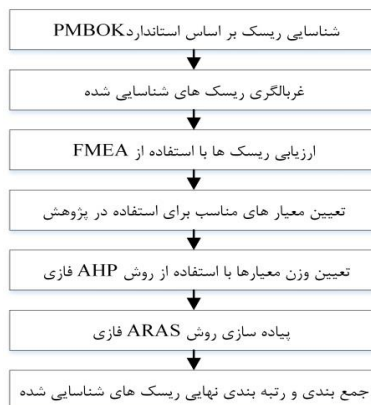 شناسایی ریسک بر اساس استانداردPMBOK
غربالگری ریسک های شناسایی شده
ارزیابی ریسک ها با استفاده از FMEA
تعیین معیار های مناسب برای استفاده در پژوهش
تعیین وزن معیارها با استفاده از روش AHP فازی
پیاده سازی روش ARAS فازی
جمع بندی و رتبه بندی نهایی ریسک های شناسایی شده